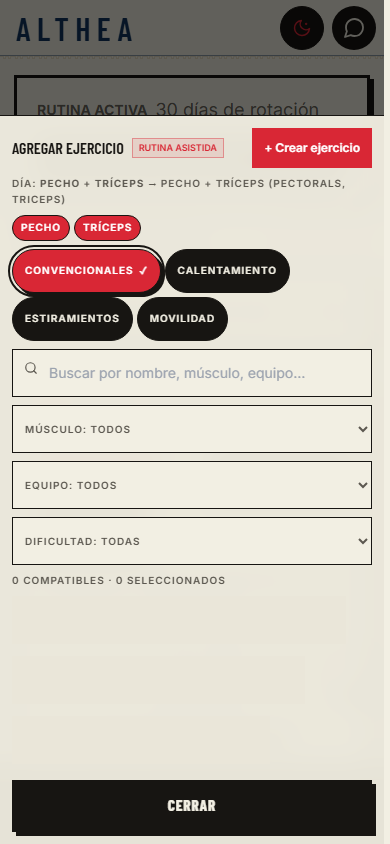 ALTHEA
RUTINA ACTIVA 30 días de rotación
AGREGAR EJERCICIO
RUTINA ASISTIDA
+ Crear ejercicio
DÍA: PECHO + TRÍCEPS → PECHO + TRÍCEPS (PECTORALS,
TRICEPS)
PECHO
TRÍCEPS
CONVENCIONALES ✓
CALENTAMIENTO
ESTIRAMIENTOS
MOVILIDAD
Buscar por nombre, músculo, equipo...
MÚSCULO: TODOS
EQUIPO: TODOS
DIFICULTAD: TODAS
0 COMPATIBLES · 0 SELECCIONADOS
CERRAR